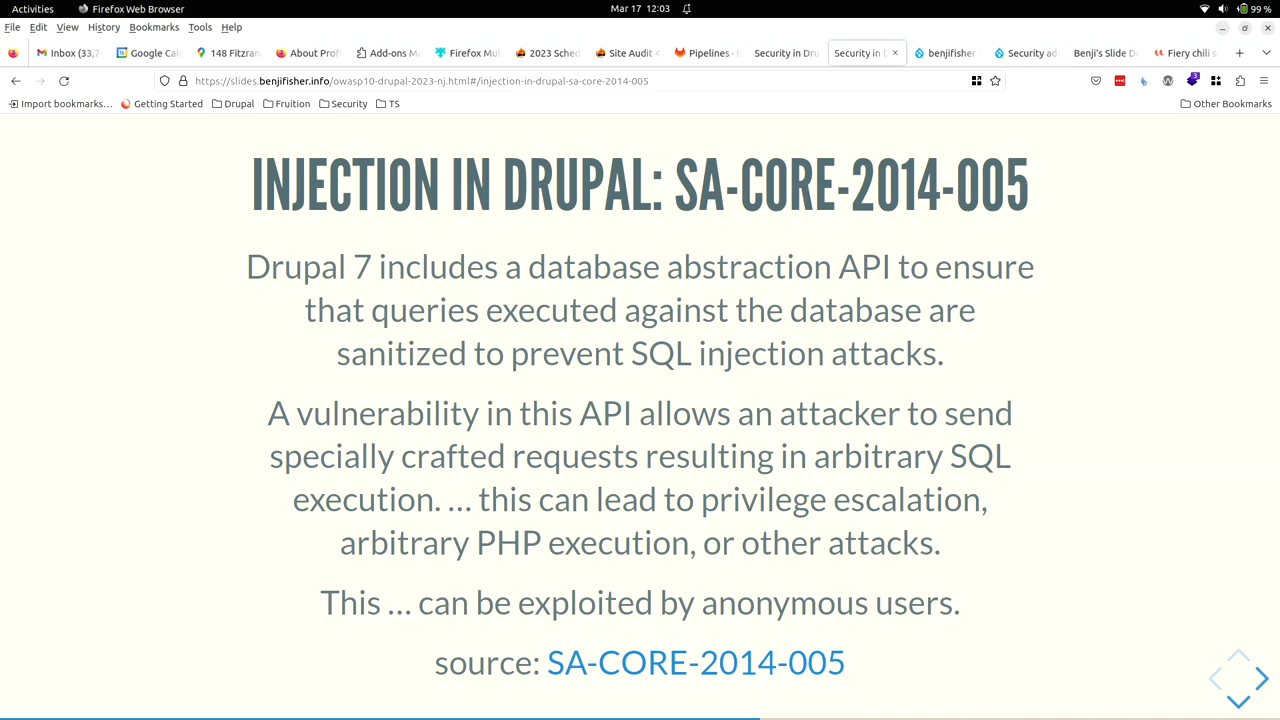 Activities
Firefox Web Browser
Mar 17 12:03
99 %
File Edit View History Bookmarks Tools Help
Inbox (33,7
Google Cal
148 Fitzran
About Prof
Add-ons M
Firefox Mul
2023 Sched
Site Audit 4
Pipelines - b
Security in Dru
Security in D
benjifisher
Security ad
Benji's Slide D
Fiery chili s
https://slides.benjifisher.info/owasp10-drupal-2023-nj.html#/injection-in-drupal-sa-core-2014-005
Import bookmarks…
Getting Started
Drupal
Fruition
Security
TS
Other Bookmarks
INJECTION IN DRUPAL: SA-CORE-2014-005
Drupal 7 includes a database abstraction API to ensure
that queries executed against the database are
sanitized to prevent SQL injection attacks.
A vulnerability in this API allows an attacker to send
specially crafted requests resulting in arbitrary SQL
execution. … this can lead to privilege escalation,
arbitrary PHP execution, or other attacks.
This … can be exploited by anonymous users.
source: SA-CORE-2014-005